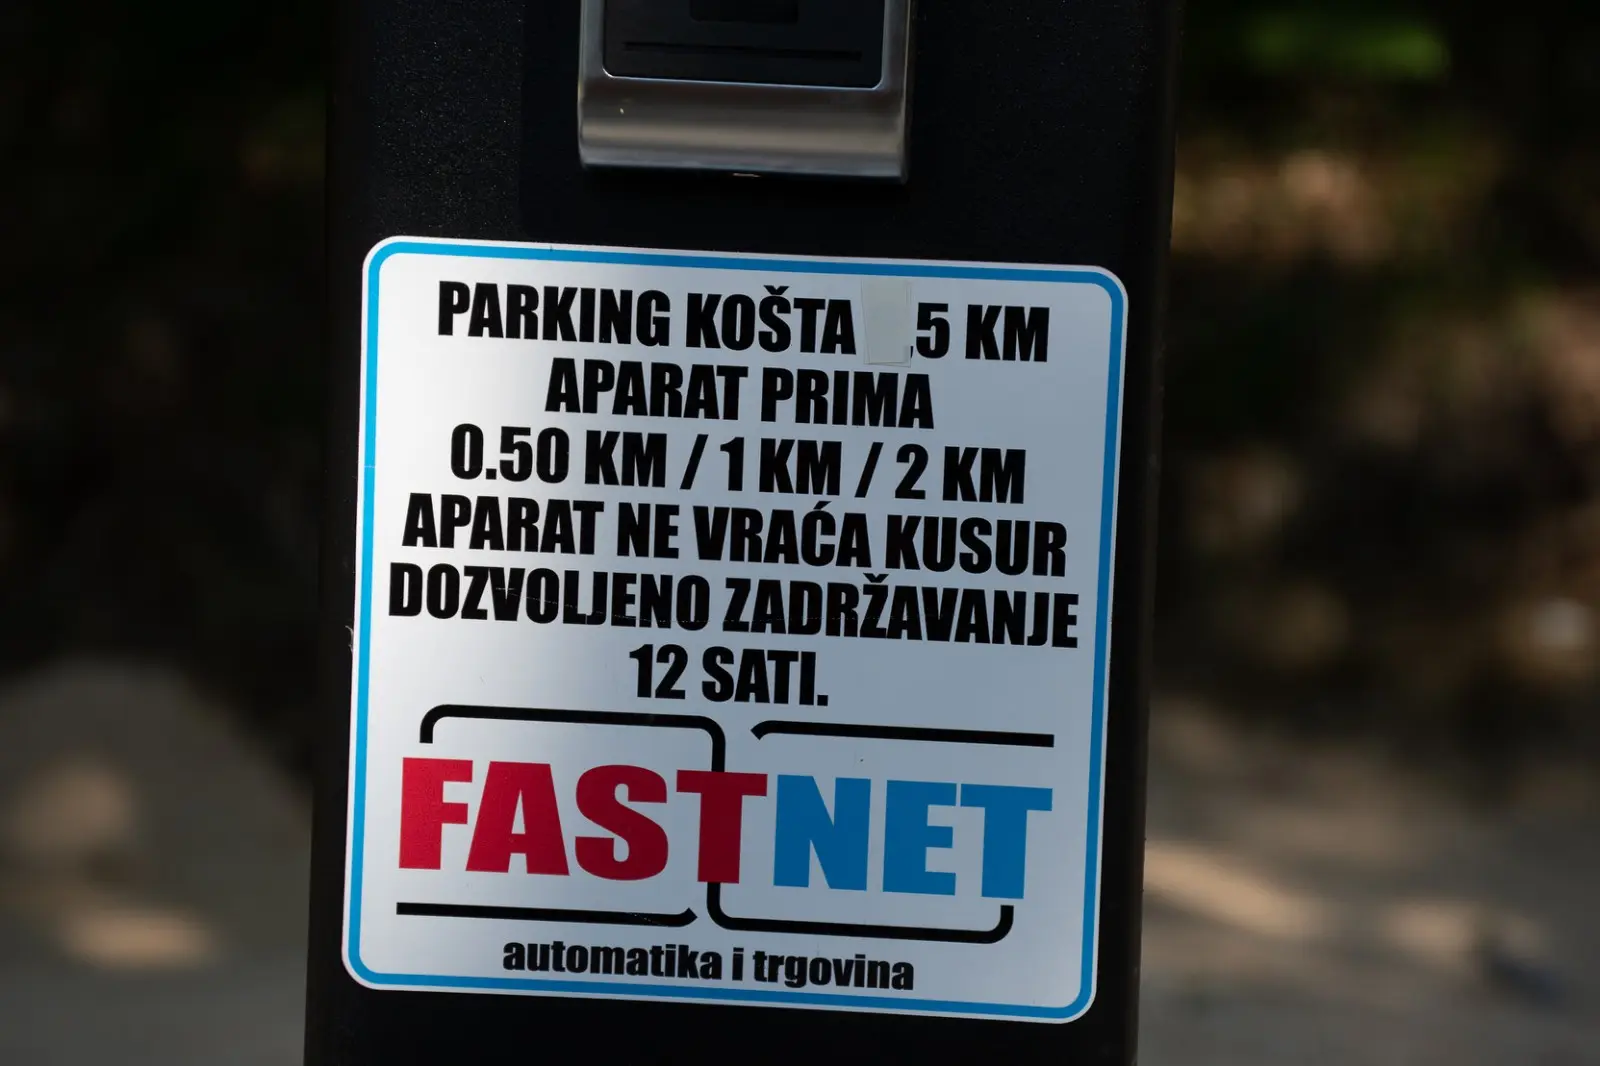 PARKING KOŠTA ,5 KM
APARAT PRIMA
0.50 KM / 1 KM / 2 KM
APARAT NE VRAĆA KUSUR
DOZVOLJENO ZADRŽAVANJE
12 SATI.
FASTNET
automatika i trgovina